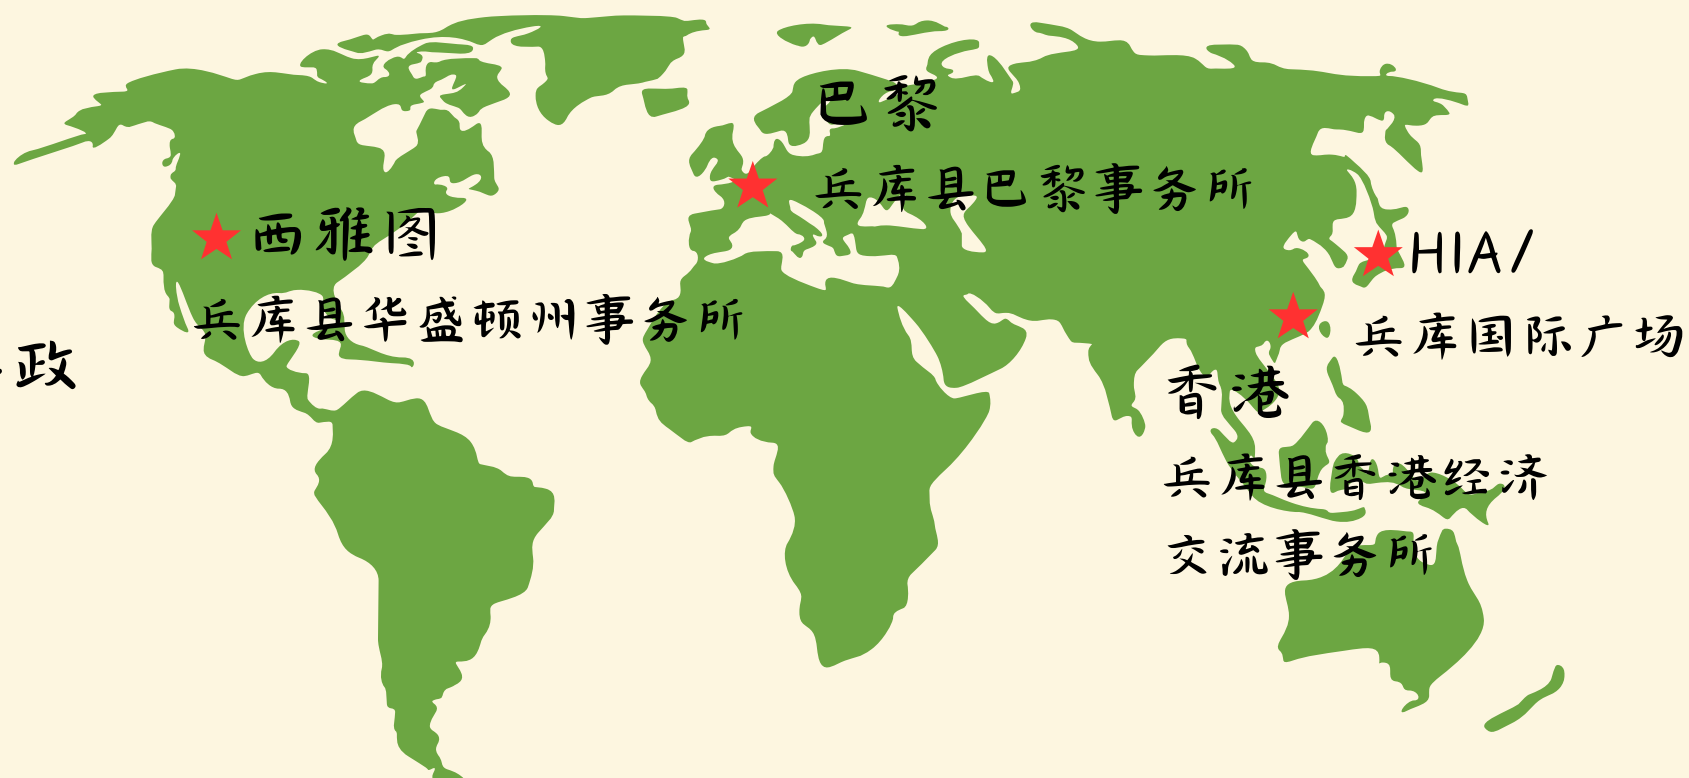 巴黎
兵库县巴黎事务所
西雅图
兵库县华盛顿州事务所
HIA/
兵库国际广场
政
香港
兵库县香港经济
交流事务所